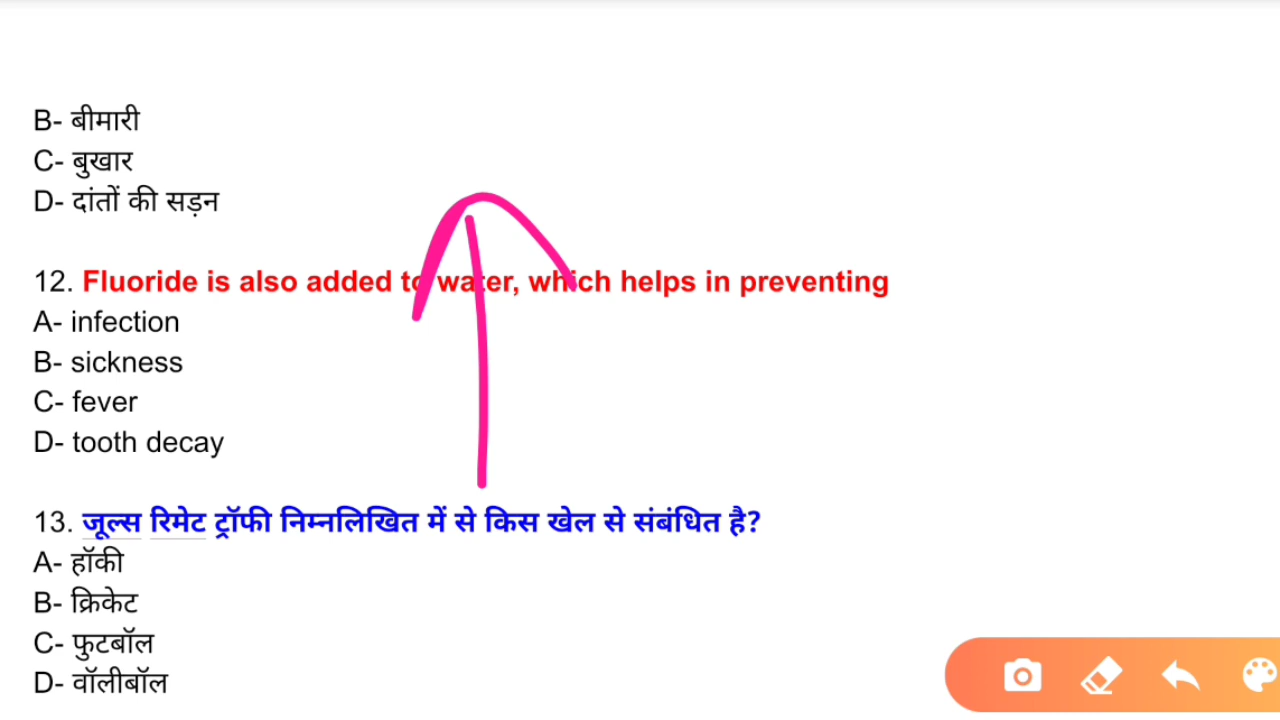 B- बीमारी
C- बुखार
D- दांतों की सड़न
12. Fluoride is also added to water, which helps in preventing
A- infection
B- sickness
C- fever
D- tooth decay
13. जूल्स रिमेट ट्रॉफी निम्नलिखित में से किस खेल से संबंधित है?
A- हॉकी
B- क्रिकेट
C- फुटबॉल
D- वॉलीबॉल